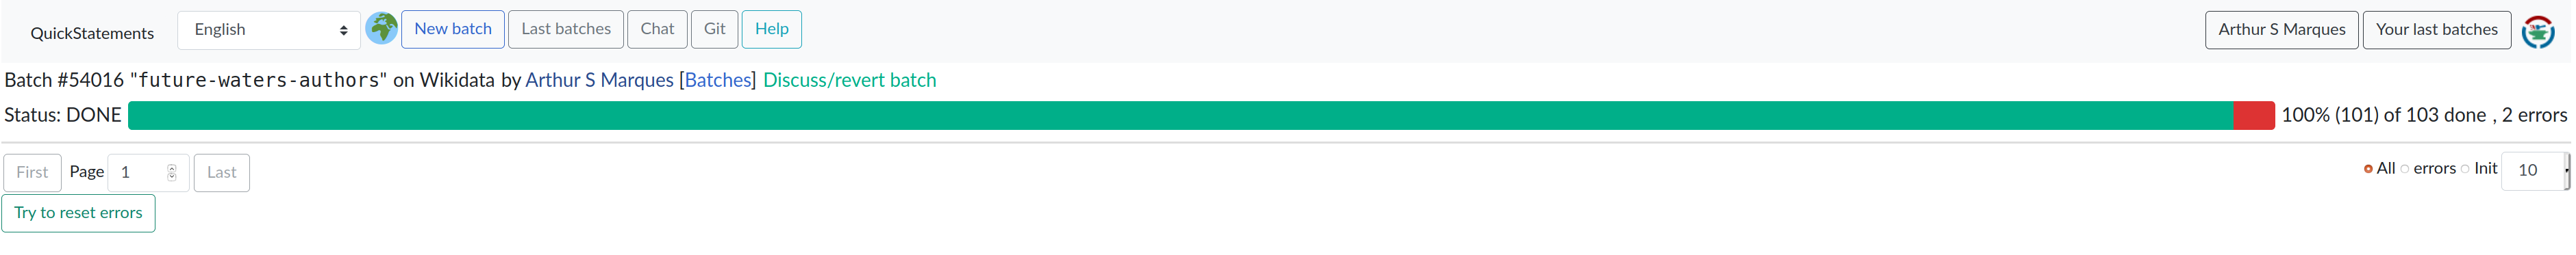 QuickStatements English New batch Last batches Chat Git Help Arthur S Marques Your last batches
Batch #54016 "future-waters-authors" on Wikidata by Arthur S Marques [Batches] Discuss/revert batch
Status: DONE 100% (101) of 103 done , 2 errors
First Page 1 Last All errors Init 10
Try to reset errors